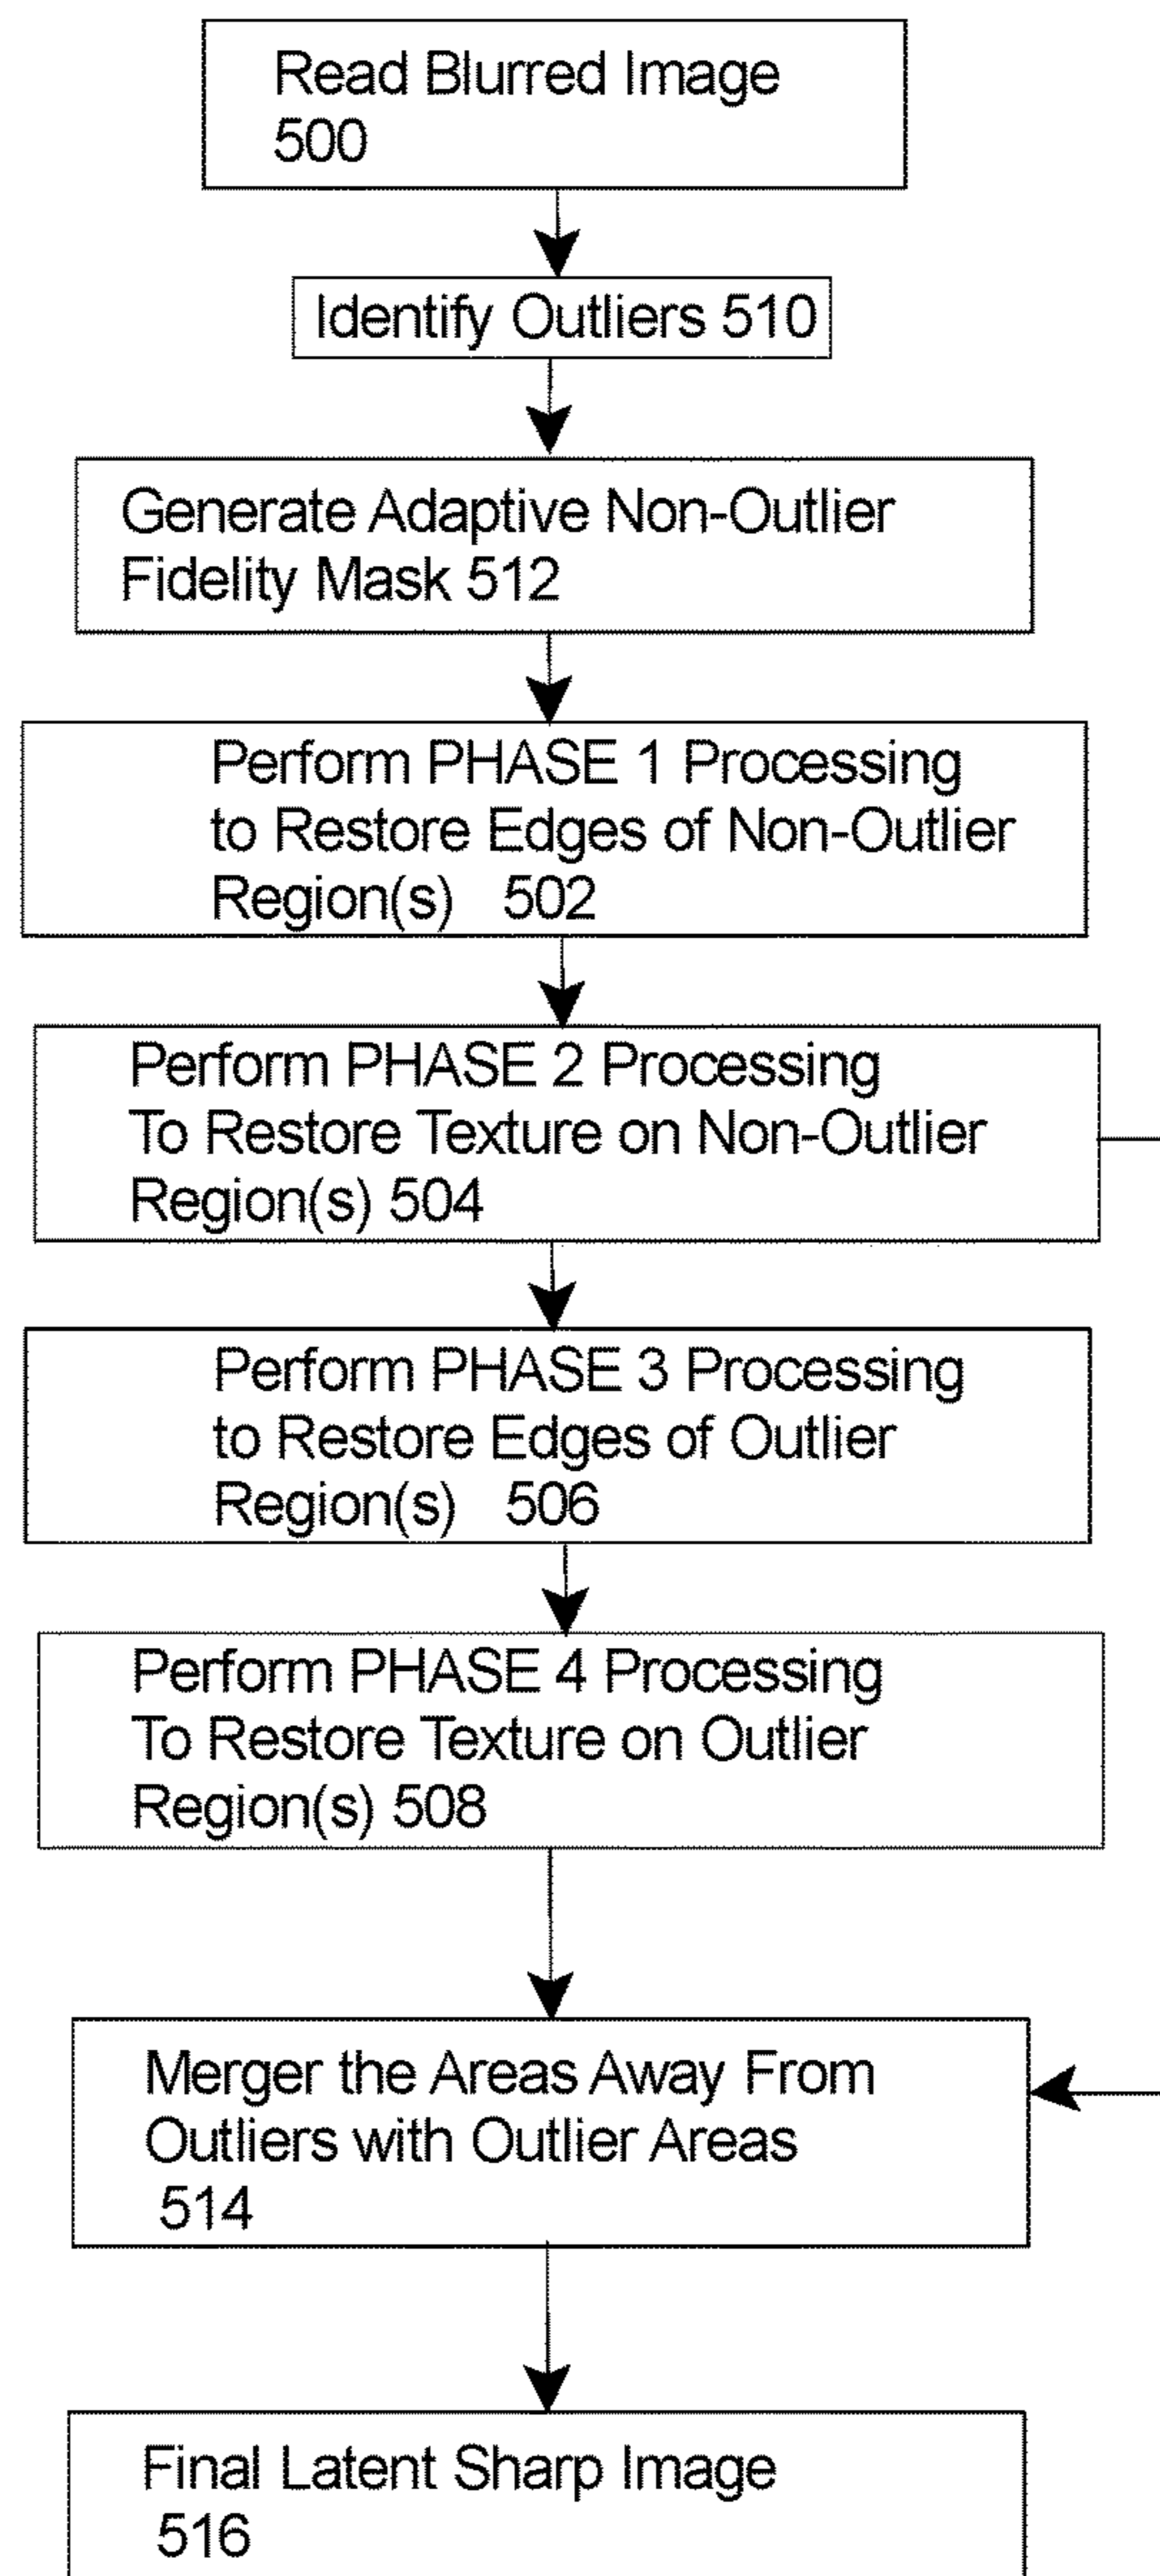 Read Blurred Image
500
Identify Outliers 510
Generate Adaptive Non-Outlier
Fidelity Mask 512
Perform PHASE 1 Processing
to Restore Edges of Non-Outlier
Region(s) 502
Perform PHASE 2 Processing
To Restore Texture on Non-Outlier
Region(s) 504
Perform PHASE 3 Processing
to Restore Edges of Outlier
Region(s) 506
Perform PHASE 4 Processing
To Restore Texture on Outlier
Region(s) 508
Merger the Areas Away From
Outliers with Outlier Areas
514
Final Latent Sharp Image
516